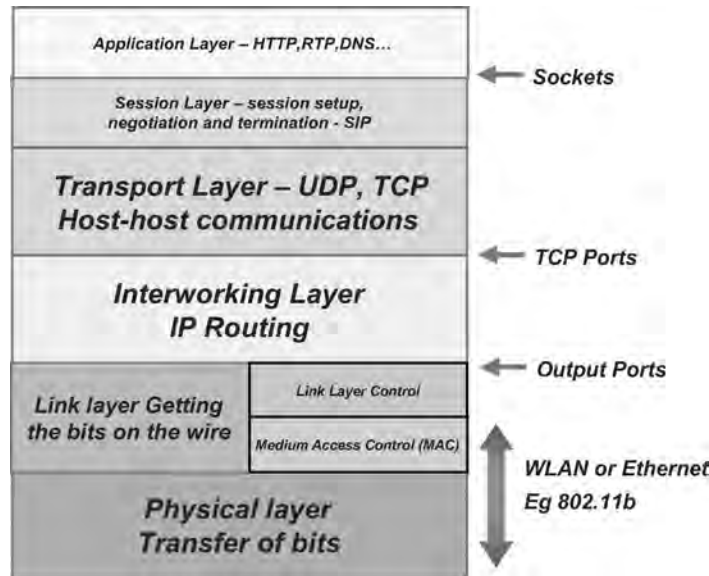 Application Layer – HTTP,RTP,DNS…
Sockets
Session Layer – session setup,
negotiation and termination - SIP
Transport Layer – UDP, TCP
Host-host communications
TCP Ports
Interworking Layer
IP Routing
Output Ports
Link layer Getting
the bits on the wire
Link Layer Control
Medium Access Control (MAC)
WLAN or Ethernet
Eg 802.11b
Physical layer
Transfer of bits